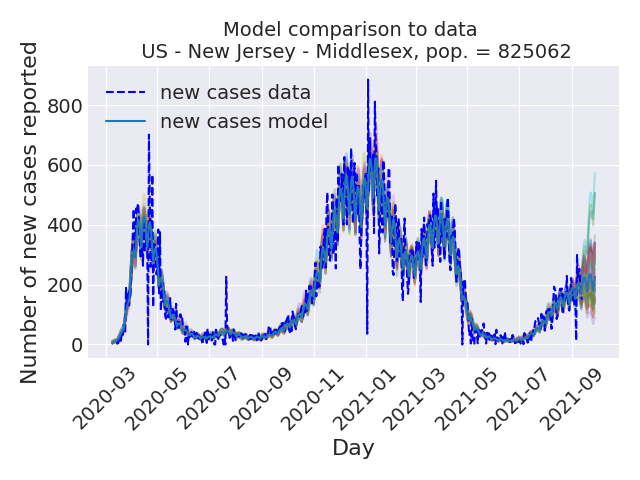 Model comparison to data
US - New Jersey - Middlesex, pop. = 825062
Number of new cases reported
800
600
400
200
0
new cases data
new cases model
2020-03
2020-05
2020-07
2020-09
2020-11
2021-01
2021-03
2021-05
2021-07
2021-09
Day